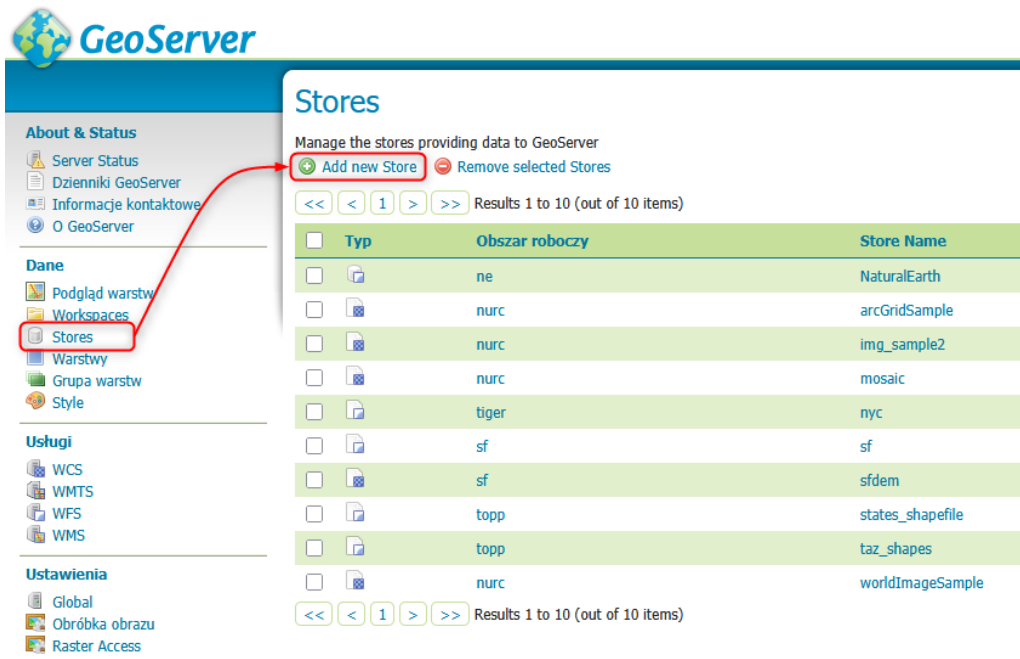 GeoServer
About & Status
Server Status
Dzienniki GeoServer
Informacje kontaktowe
O GeoServer
Dane
Podgląd warstw
Workspaces
Stores
Warstwy
Grupa warstw
Style
Usługi
WCS
WMTS
WFS
WMS
Ustawienia
Global
Obróbka obrazu
Raster Access
Stores
Manage the stores providing data to GeoServer
Add new Store Remove selected Stores
<< < 1 > >> Results 1 to 10 (out of 10 items)
Typ Obszar roboczy Store Name
ne NaturalEarth
nurc arcGridSample
nurc img_sample2
nurc mosaic
tiger nyc
sf sf
sf sfdem
topp states_shapefile
topp taz_shapes
nurc worldImageSample
<< < 1 > >> Results 1 to 10 (out of 10 items)